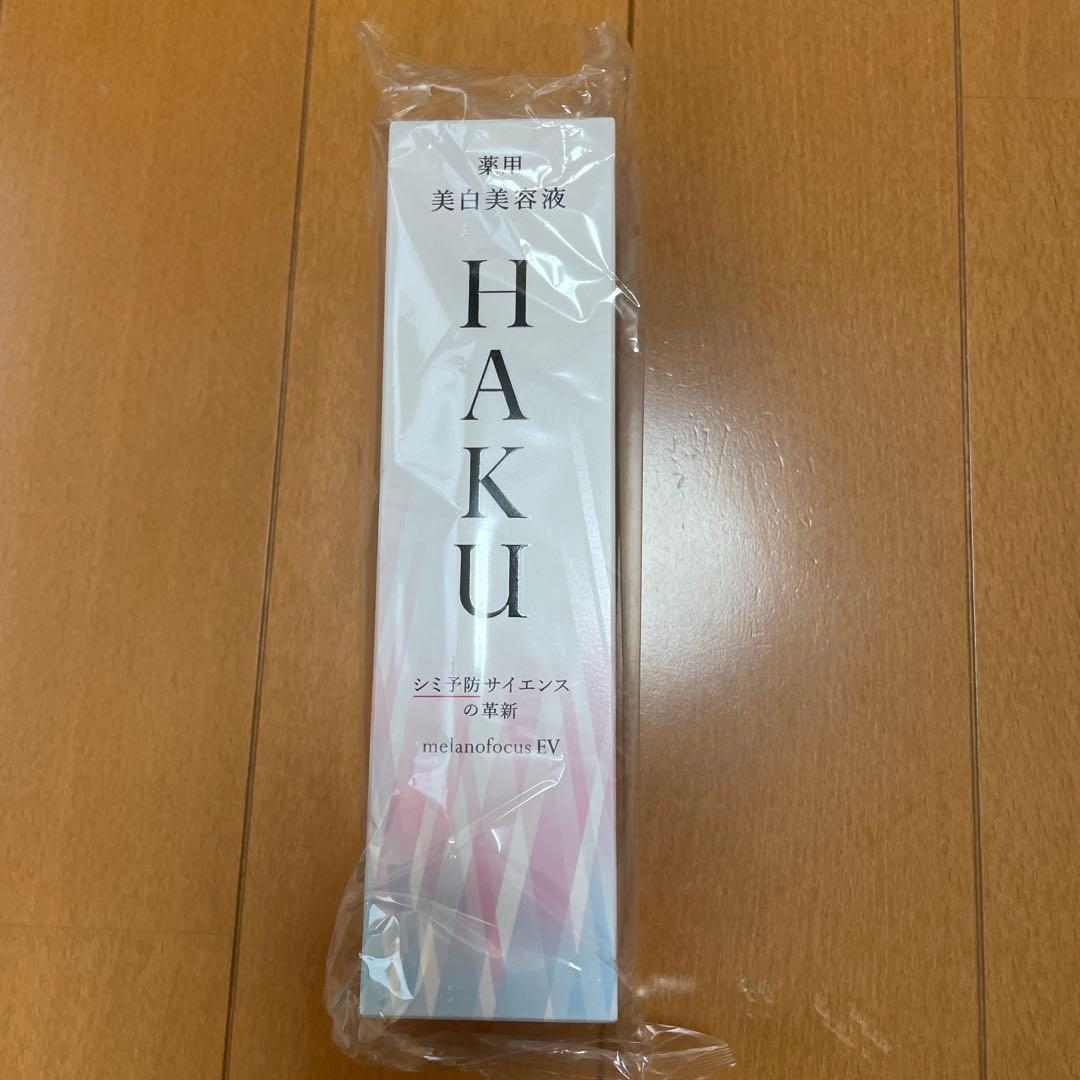 薬用
美白美容液
HAKU
シミ予防サイエンス
の革新
melanofocus EV